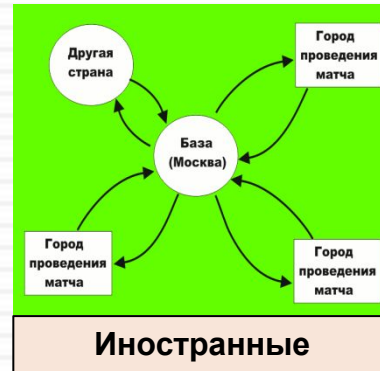 Другая
страна
Город
проведения
матча
База
(Москва)
Город
проведения
матча
Город
проведения
матча
Иностранные